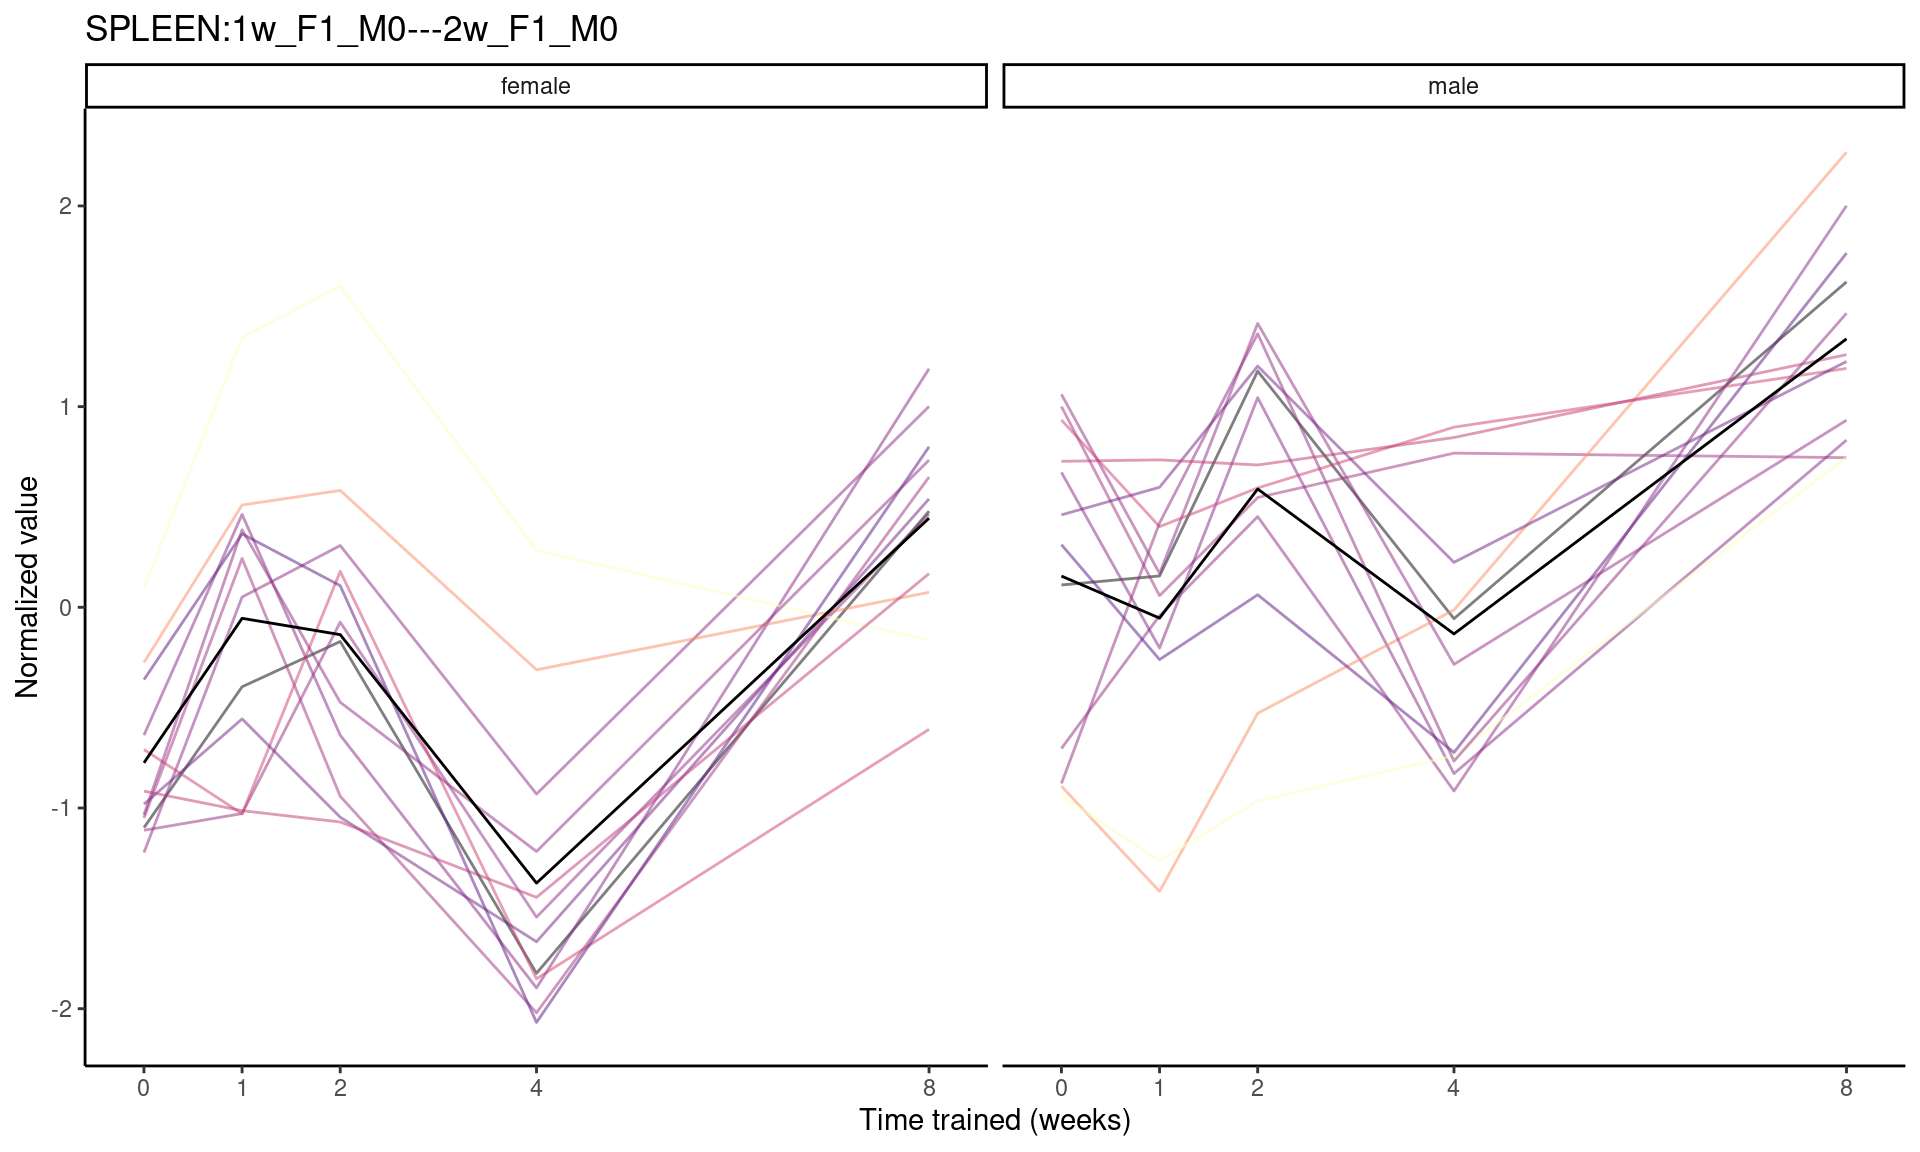 SPLEEN:1w_F1_M0---2w_F1_M0
female
male
Normalized value
2
1
0
-1
-2
0 1 2 4 8
0 1 2 4 8
Time trained (weeks)